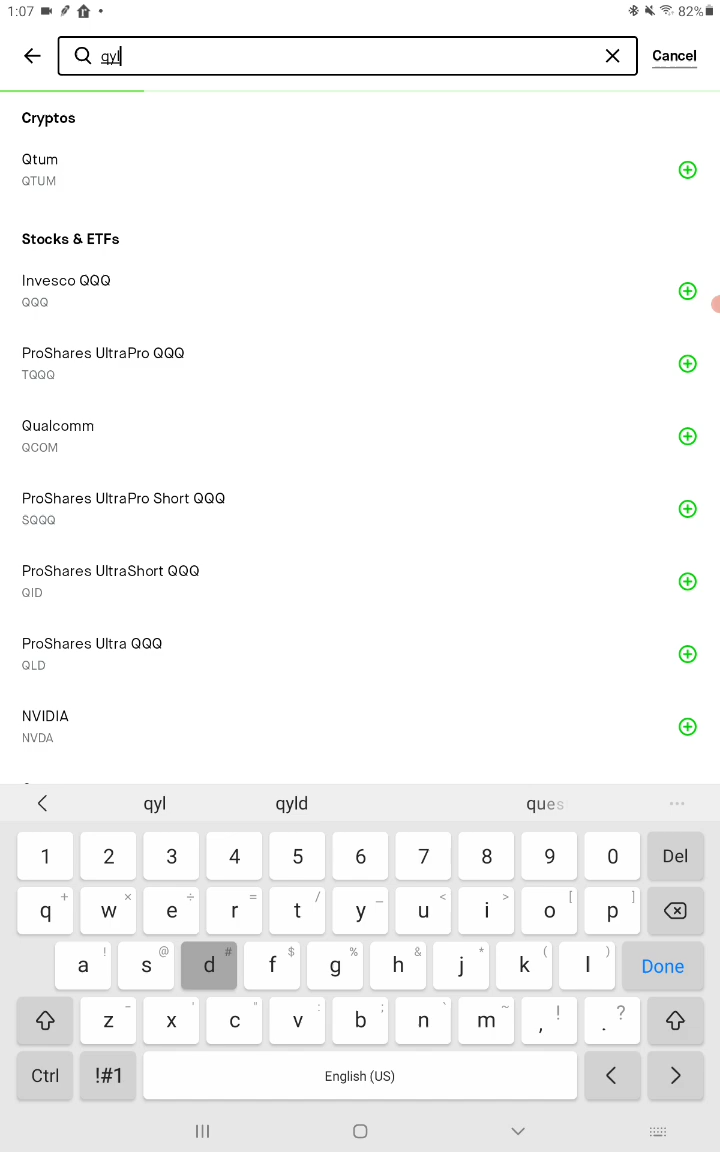 1:07
82%
qyl
Cancel
Cryptos
Qtum
QTUM
Stocks & ETFs
Invesco QQQ
QQQ
ProShares UltraPro QQQ
TQQQ
Qualcomm
QCOM
ProShares UltraPro Short QQQ
SQQQ
ProShares UltraShort QQQ
QID
ProShares Ultra QQQ
QLD
NVIDIA
NVDA
qyl qyld ques ...
1 2 3 4 5 6 7 8 9 0 Del
+ × ÷ = / _ < > [ ]
q w e r t y u i o p
! @ # $ % & * ( )
a s d f g h j k l Done
- ' " : ; ` ~ ! ?
z x c v b n m , .
Ctrl !#1 English (US) < >